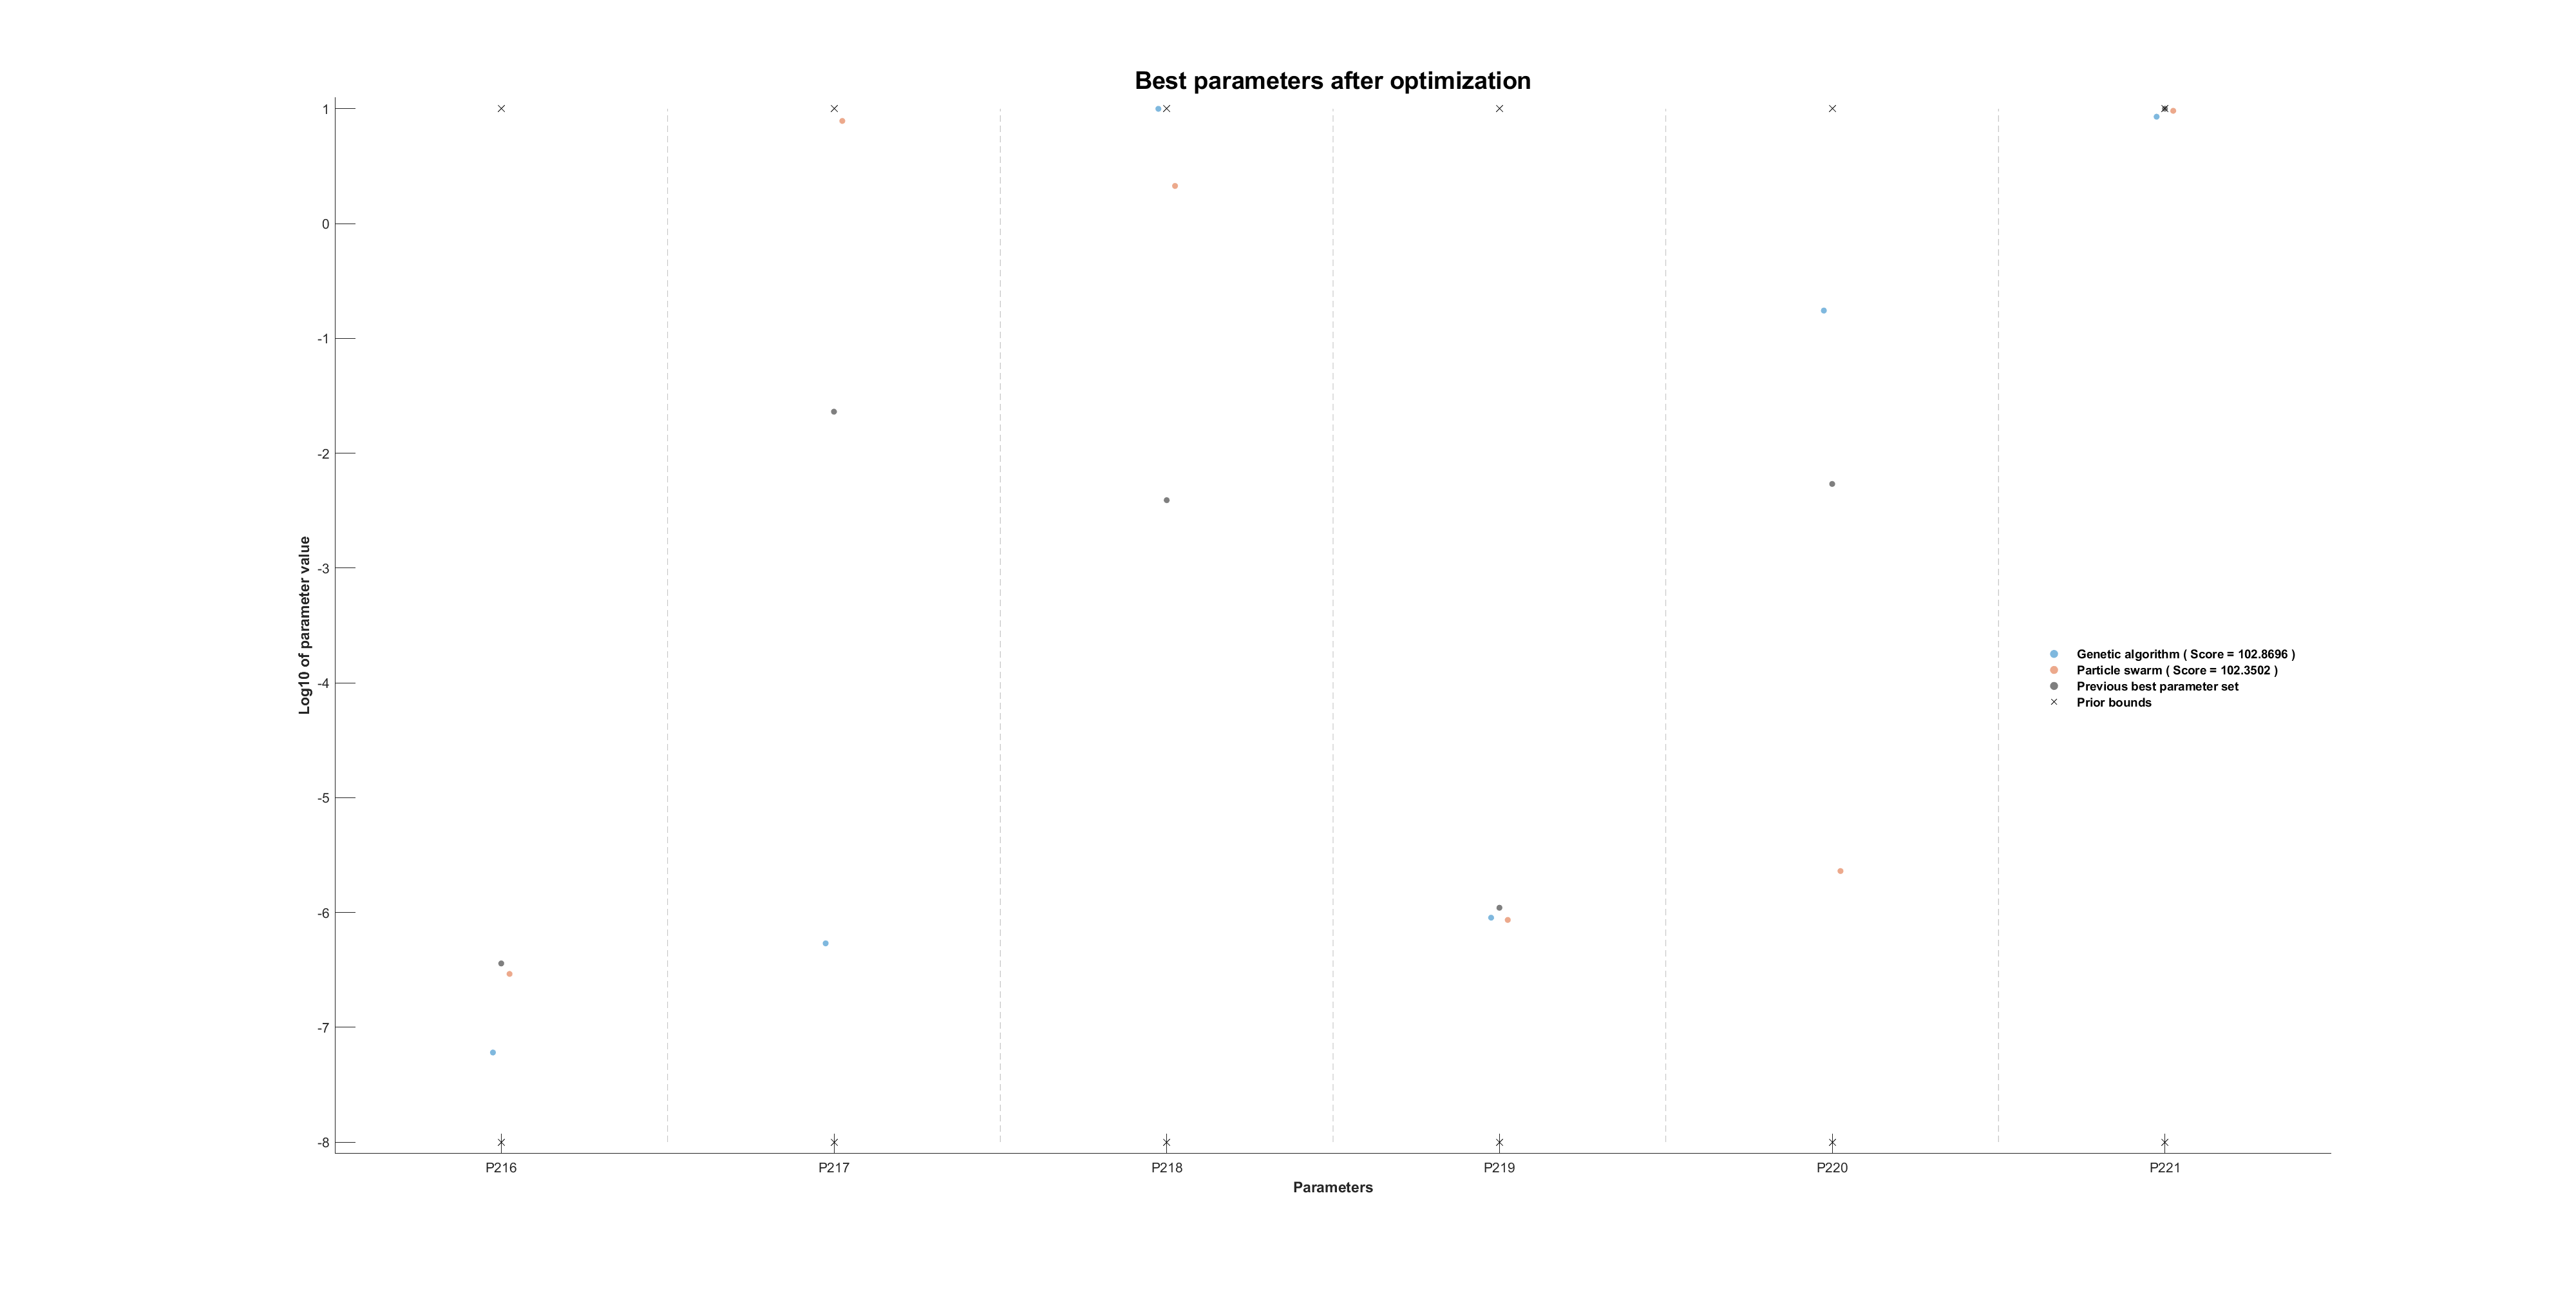 Best parameters after optimization
1
0
-1
-2
-3
-4
-5
-6
-7
-8
Log10 of parameter value
Genetic algorithm ( Score = 102.8696 )
Particle swarm ( Score = 102.3502 )
Previous best parameter set
Prior bounds
P216 P217 P218 P219 P220 P221
Parameters